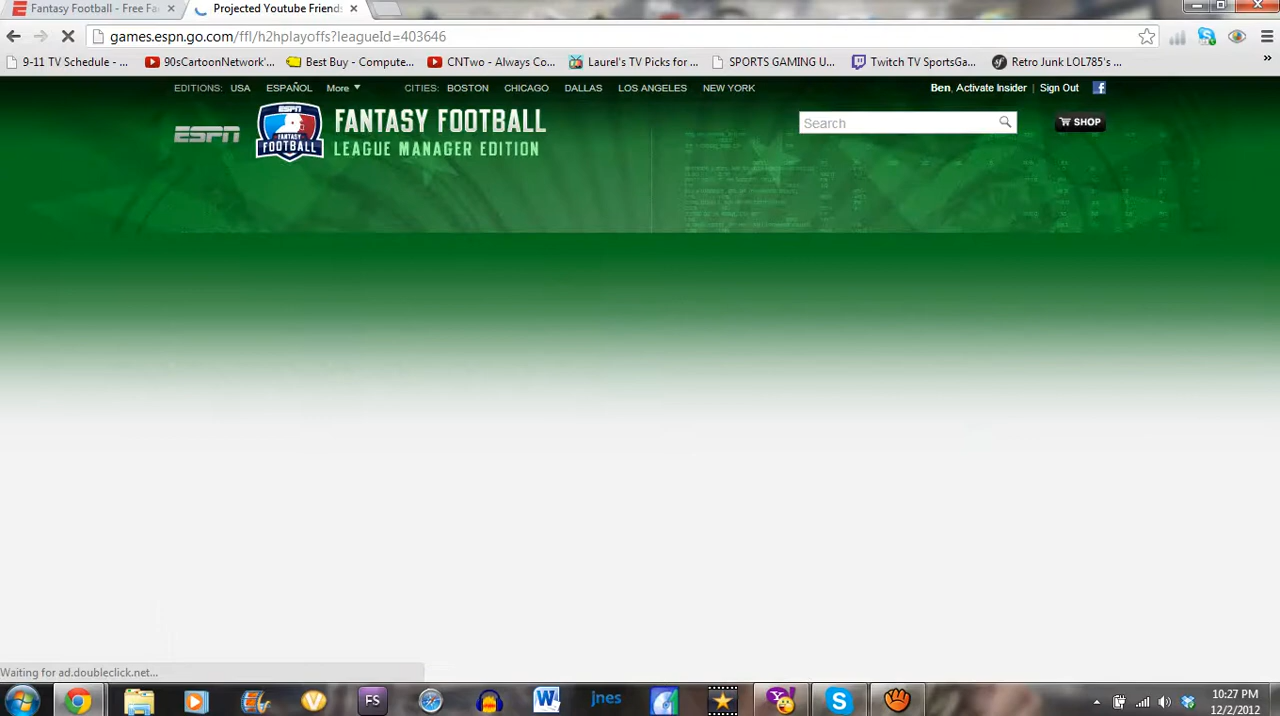 Fantasy Football - Free Fa
Projected Youtube Friends
games.espn.go.com/ffl/h2hplayoffs?leagueId=403646
9-11 TV Schedule - ...
90sCartoonNetwork'...
Best Buy - Compute...
CNTwo - Always Co...
Laurel's TV Picks for ...
SPORTS GAMING U...
Twitch TV SportsGa...
Retro Junk LOL785's ...
EDITIONS: USA ESPAÑOL More CITIES: BOSTON CHICAGO DALLAS LOS ANGELES NEW YORK
Ben, Activate Insider | Sign Out
ESPN
ESPN FANTASY FOOTBALL
FANTASY FOOTBALL
LEAGUE MANAGER EDITION
Search
SHOP
Waiting for ad.doubleclick.net...
FS
jnes
10:27 PM
12/2/2012